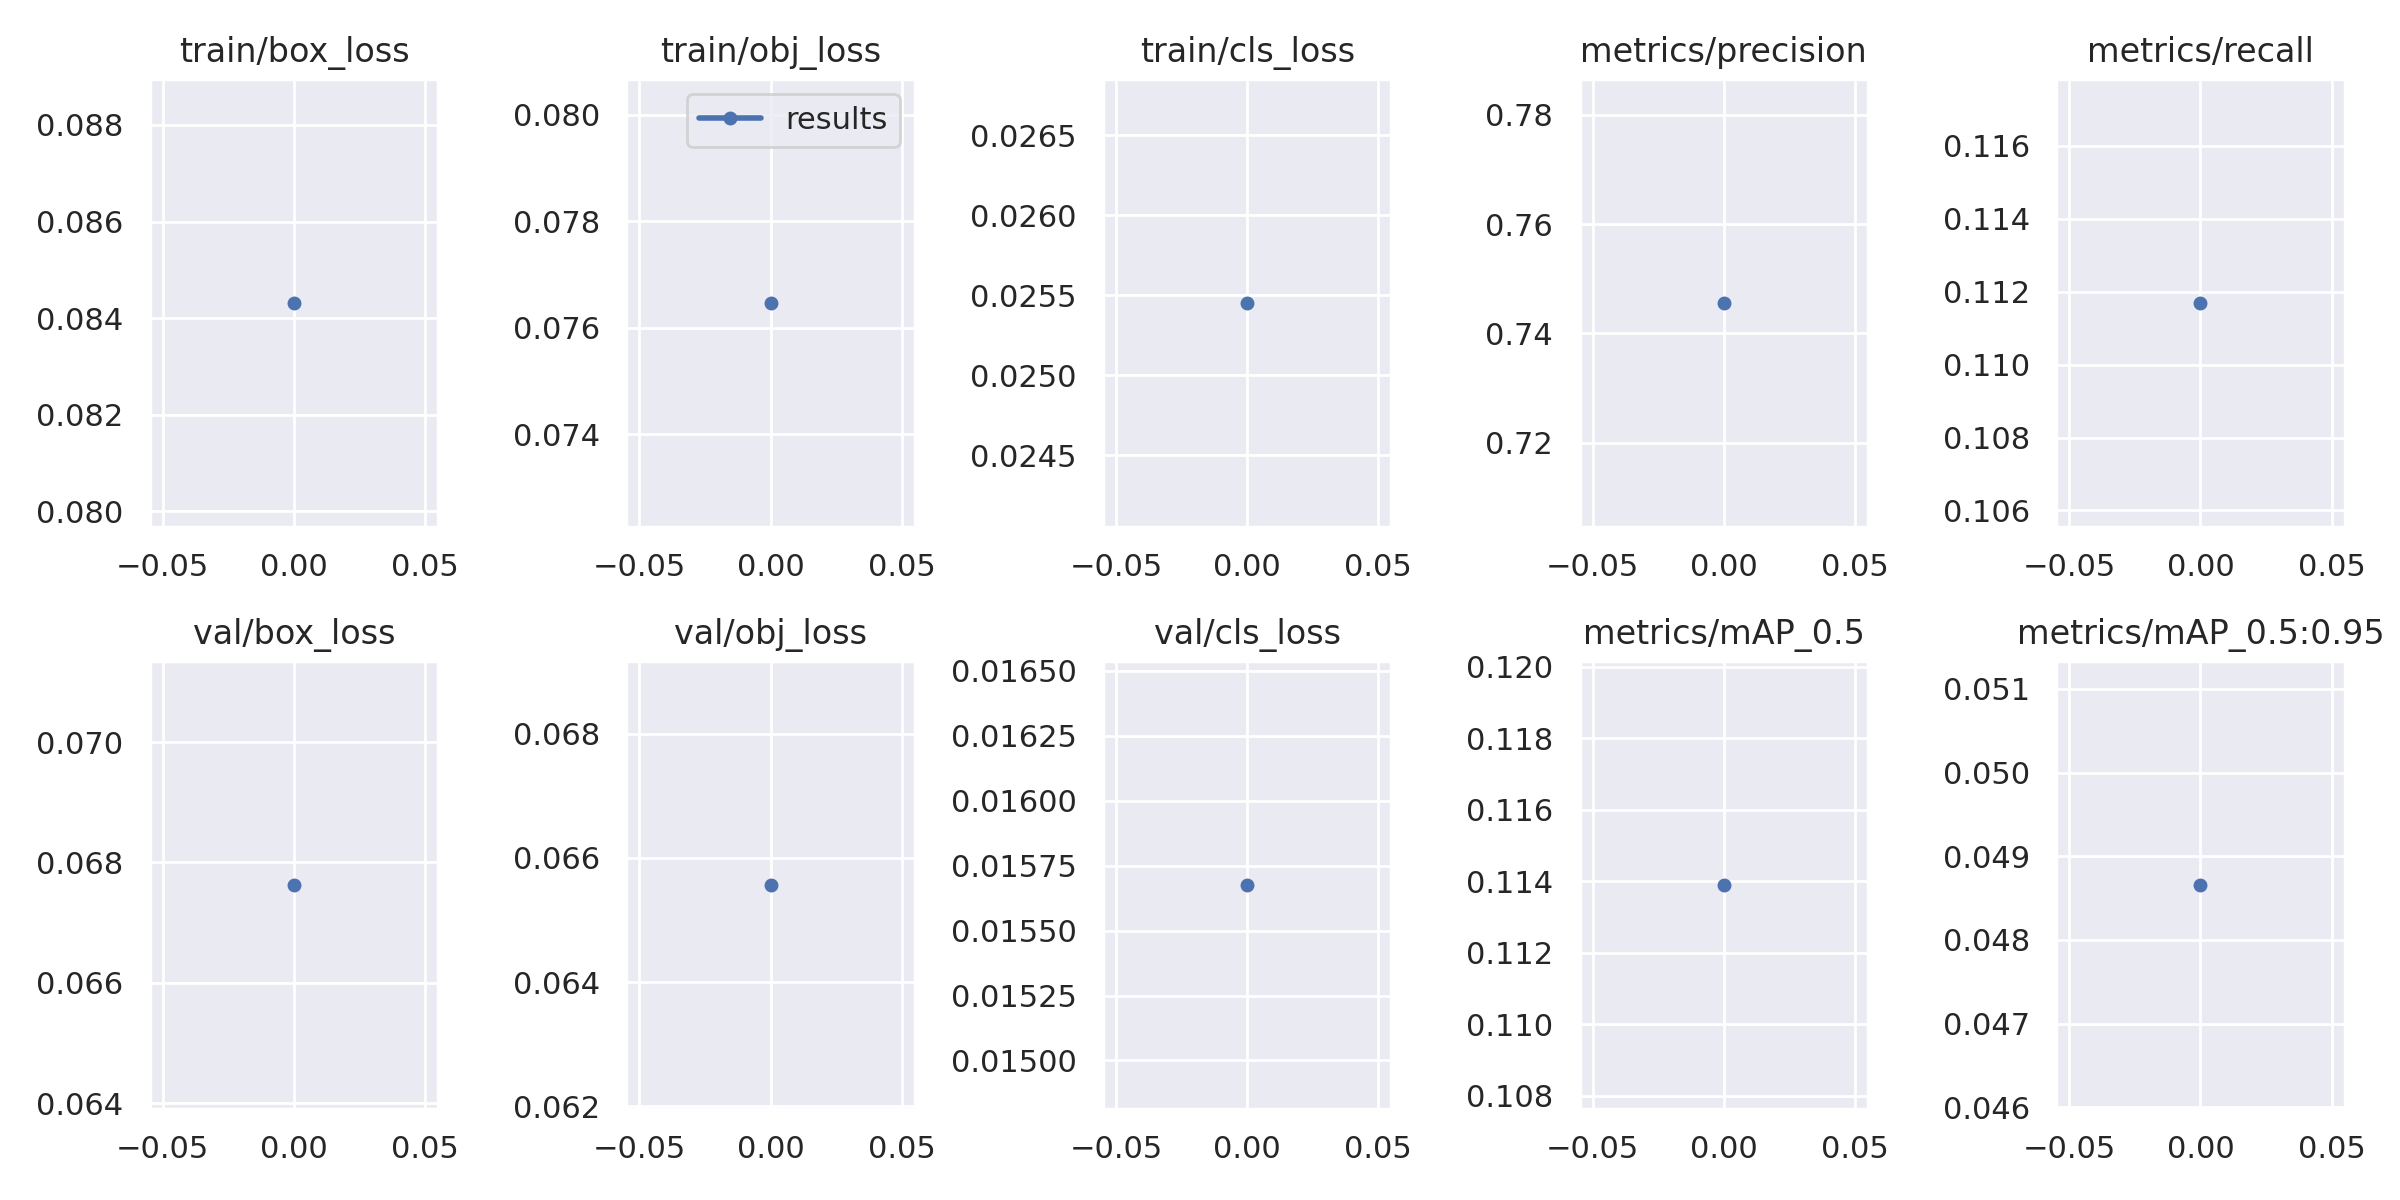 train/box_loss
0.088
0.086
0.084
0.082
0.080
−0.05 0.00 0.05
train/obj_loss
results
0.080
0.078
0.076
0.074
−0.05 0.00 0.05
train/cls_loss
0.0265
0.0260
0.0255
0.0250
0.0245
−0.05 0.00 0.05
metrics/precision
0.78
0.76
0.74
0.72
−0.05 0.00 0.05
metrics/recall
0.116
0.114
0.112
0.110
0.108
0.106
−0.05 0.00 0.05
val/box_loss
0.070
0.068
0.066
0.064
−0.05 0.00 0.05
val/obj_loss
0.068
0.066
0.064
0.062
−0.05 0.00 0.05
val/cls_loss
0.01650
0.01625
0.01600
0.01575
0.01550
0.01525
0.01500
−0.05 0.00 0.05
metrics/mAP_0.5
0.120
0.118
0.116
0.114
0.112
0.110
0.108
−0.05 0.00 0.05
metrics/mAP_0.5:0.95
0.051
0.050
0.049
0.048
0.047
0.046
−0.05 0.00 0.05